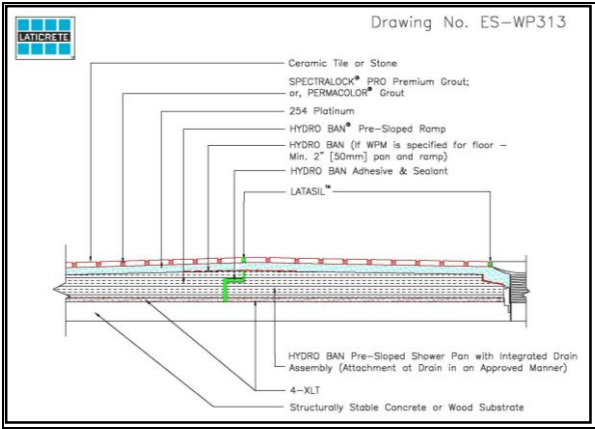 LATICRETE
Drawing No. ES-WP313
Ceramic Tile or Stone
SPECTRALOCK® PRO Premium Grout;
or, PERMACOLOR® Grout
254 Platinum
HYDRO BAN® Pre-Sloped Ramp
HYDRO BAN (If WPM is specified for floor –
Min. 2" [50mm] pan and ramp)
HYDRO BAN Adhesive & Sealant
LATASIL™
HYDRO BAN Pre-Sloped Shower Pan with Integrated Drain
Assembly (Attachment at Drain in an Approved Manner)
4-XLT
Structurally Stable Concrete or Wood Substrate